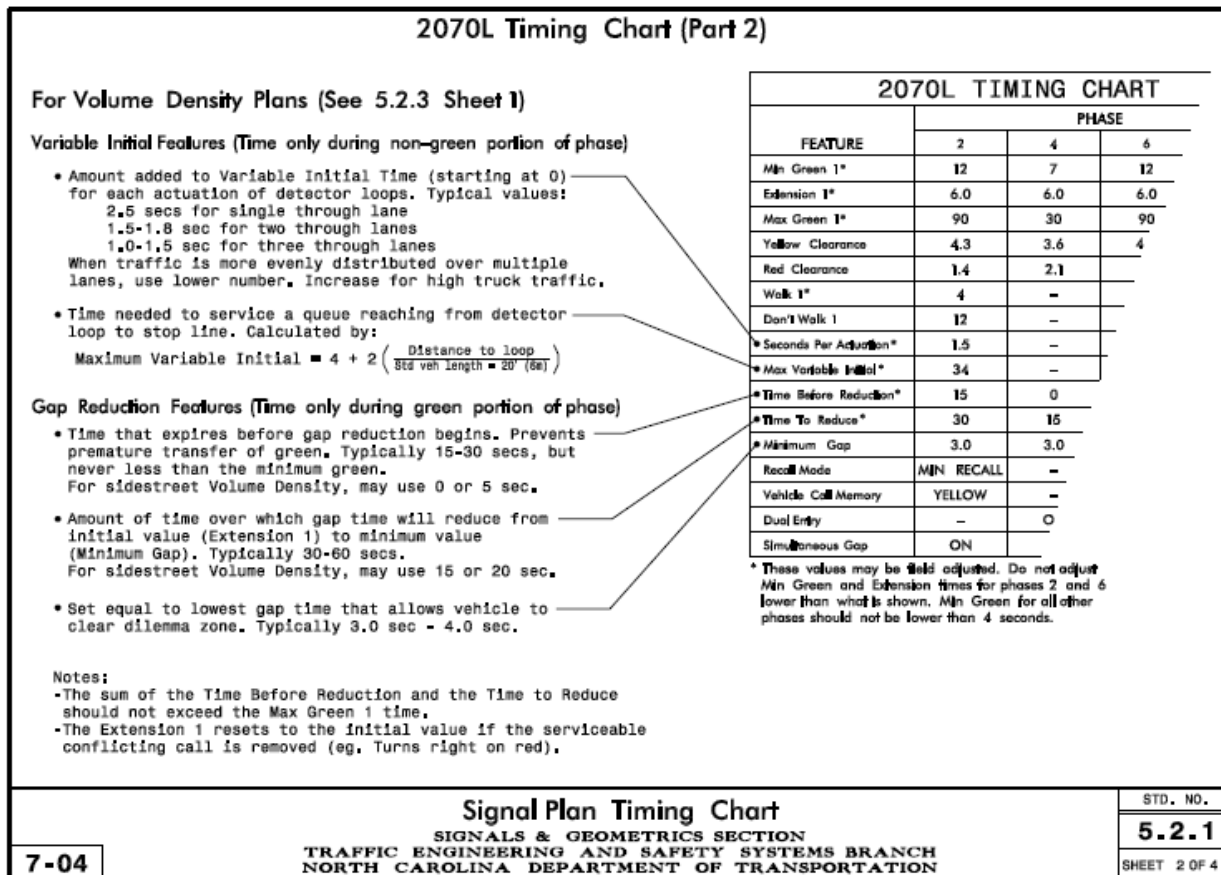 2070L Timing Chart (Part 2)
For Volume Density Plans (See 5.2.3 Sheet 1)
Variable Initial Features (Time only during non-green portion of phase)
• Amount added to Variable Initial Time (starting at 0)
for each actuation of detector loops. Typical values:
2.5 secs for single through lane
1.5-1.8 sec for two through lanes
1.0-1.5 sec for three through lanes
When traffic is more evenly distributed over multiple
lanes, use lower number. Increase for high truck traffic.
• Time needed to service a queue reaching from detector
loop to stop line. Calculated by:
Maximum Variable Initial = 4 + 2 ( Distance to loop / Std veh length = 20' (6m) )
Gap Reduction Features (Time only during green portion of phase)
• Time that expires before gap reduction begins. Prevents
premature transfer of green. Typically 15-30 secs, but
never less than the minimum green.
For sidestreet Volume Density, may use 0 or 5 sec.
• Amount of time over which gap time will reduce from
initial value (Extension 1) to minimum value
(Minimum Gap). Typically 30-60 secs.
For sidestreet Volume Density, may use 15 or 20 sec.
• Set equal to lowest gap time that allows vehicle to
clear dilemma zone. Typically 3.0 sec - 4.0 sec.
Notes:
-The sum of the Time Before Reduction and the Time to Reduce
should not exceed the Max Green 1 time.
-The Extension 1 resets to the initial value if the serviceable
conflicting call is removed (eg. Turns right on red).
2070L TIMING CHART
PHASE
FEATURE 2 4 6
Min Green 1* 12 7 12
Extension 1* 6.0 6.0 6.0
Max Green 1* 90 30 90
Yellow Clearance 4.3 3.6 4
Red Clearance 1.4 2.1
Walk 1* 4 -
Don't Walk 1 12 -
Seconds Per Actuation* 1.5 -
Max Variable Initial* 34 -
Time Before Reduction* 15 0
Time To Reduce* 30 15
Minimum Gap 3.0 3.0
Recall Mode MIN RECALL -
Vehicle Call Memory YELLOW -
Dual Entry - O
Simultaneous Gap ON
* These values may be field adjusted. Do not adjust
Min Green and Extension times for phases 2 and 6
lower than what is shown. Min Green for all other
phases should not be lower than 4 seconds.
7-04
Signal Plan Timing Chart
SIGNALS & GEOMETRICS SECTION
TRAFFIC ENGINEERING AND SAFETY SYSTEMS BRANCH
NORTH CAROLINA DEPARTMENT OF TRANSPORTATION
STD. NO.
5.2.1
SHEET 2 OF 4